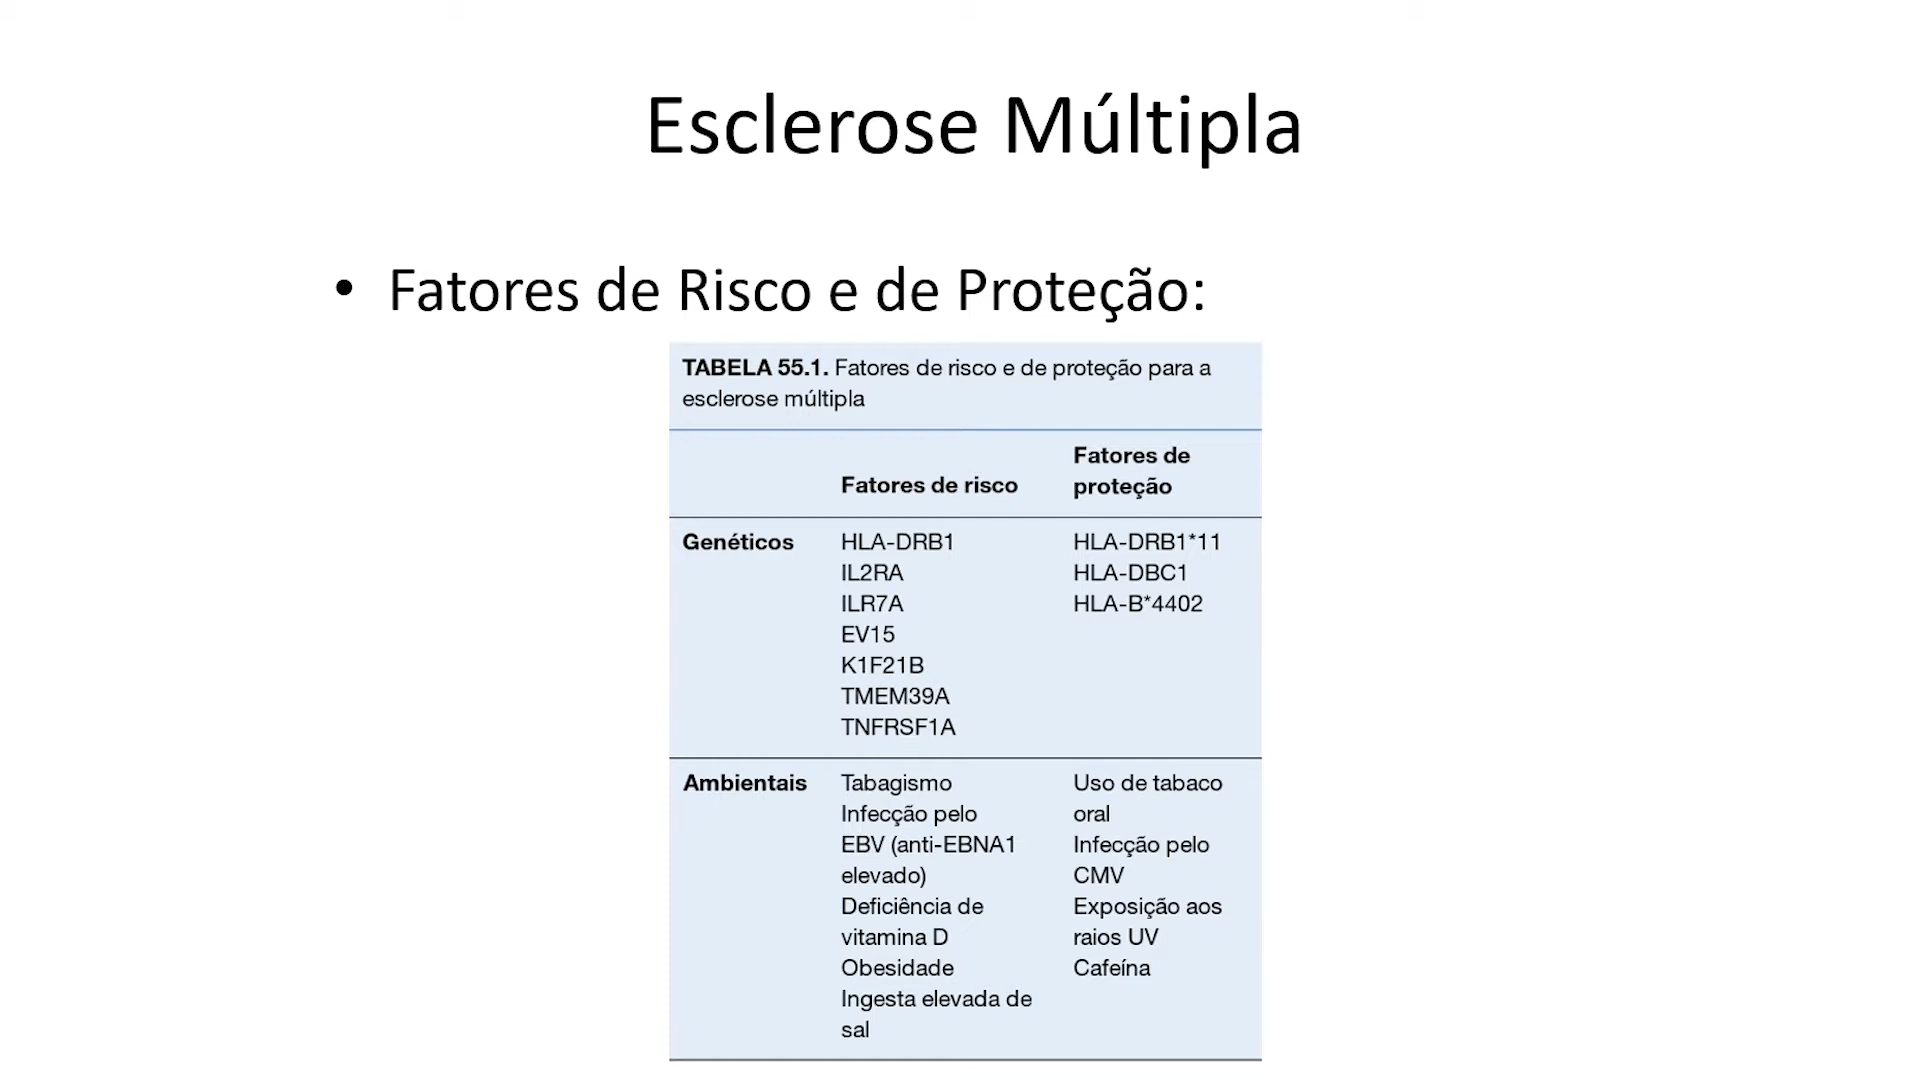 Esclerose Múltipla
• Fatores de Risco e de Proteção:
TABELA 55.1. Fatores de risco e de proteção para a
esclerose múltipla
Fatores de risco
Fatores de
proteção
Genéticos
HLA-DRB1
IL2RA
ILR7A
EV15
K1F21B
TMEM39A
TNFRSF1A
HLA-DRB1*11
HLA-DBC1
HLA-B*4402
Ambientais
Tabagismo
Infecção pelo
EBV (anti-EBNA1
elevado)
Deficiência de
vitamina D
Obesidade
Ingesta elevada de
sal
Uso de tabaco
oral
Infecção pelo
CMV
Exposição aos
raios UV
Cafeína